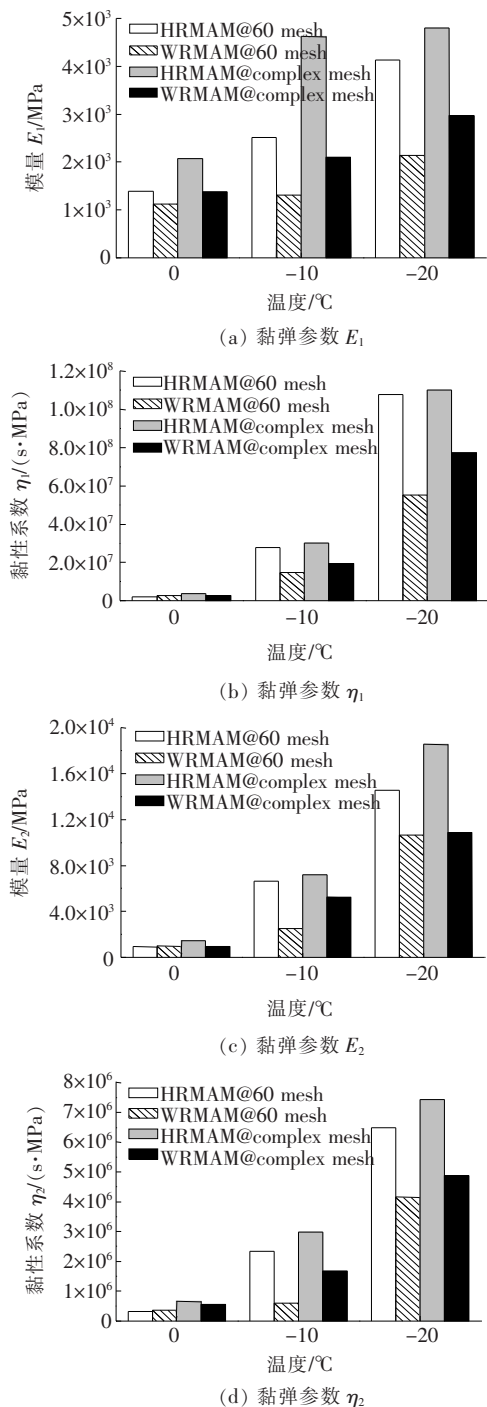 5×10³
4×10³
3×10³
2×10³
1×10³
0
模量 E₁/MPa
HRMAM@60 mesh
WRMAM@60 mesh
HRMAM@complex mesh
WRMAM@complex mesh
0 -10 -20
温度/℃
(a) 黏弹参数 E₁
1.2×10⁸
1.0×10⁸
8.0×10⁷
6.0×10⁷
4.0×10⁷
2.0×10⁷
0
黏性系数 η₁/(s·MPa)
HRMAM@60 mesh
WRMAM@60 mesh
HRMAM@complex mesh
WRMAM@complex mesh
0 -10 -20
温度/℃
(b) 黏弹参数 η₁
2.0×10⁴
1.6×10⁴
1.2×10⁴
8.0×10³
4.0×10³
0
模量 E₂/MPa
HRMAM@60 mesh
WRMAM@60 mesh
HRMAM@complex mesh
WRMAM@complex mesh
0 -10 -20
温度/℃
(c) 黏弹参数 E₂
8×10⁶
7×10⁶
6×10⁶
5×10⁶
4×10⁶
3×10⁶
2×10⁶
1×10⁶
0
黏性系数 η₂/(s·MPa)
HRMAM@60 mesh
WRMAM@60 mesh
HRMAM@complex mesh
WRMAM@complex mesh
0 -10 -20
温度/℃
(d) 黏弹参数 η₂